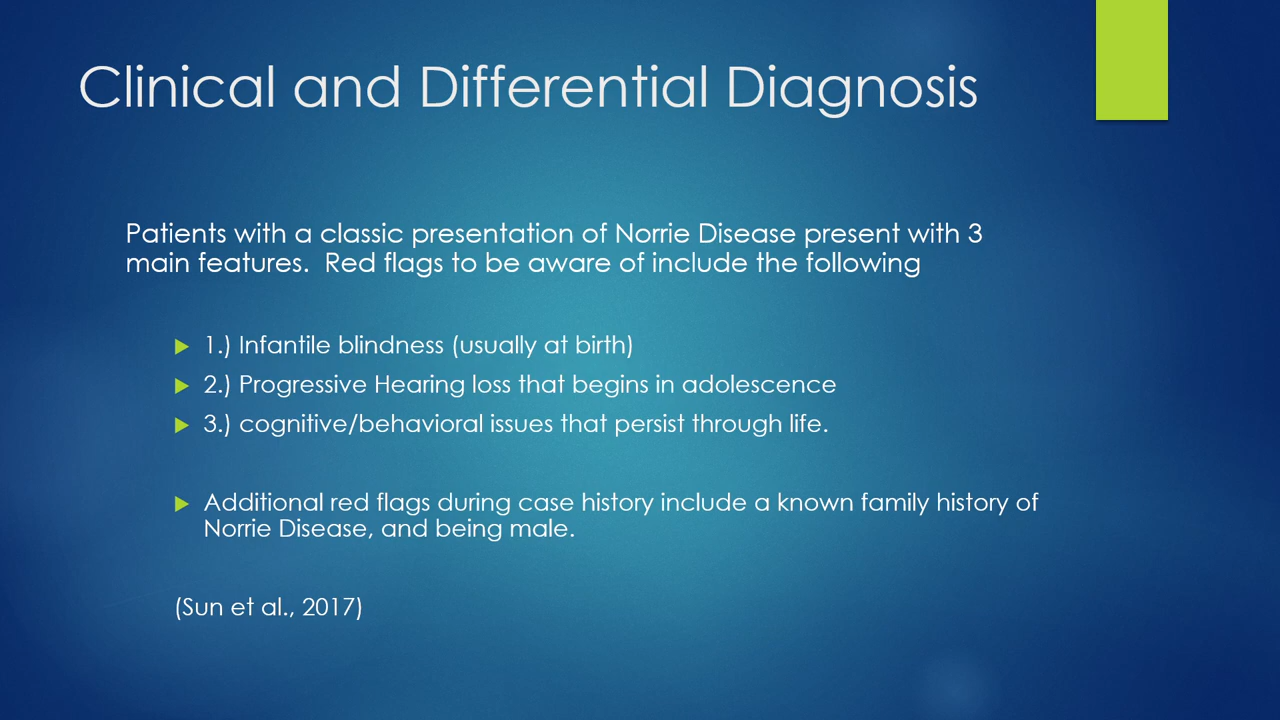 Clinical and Differential Diagnosis
Patients with a classic presentation of Norrie Disease present with 3
main features.  Red flags to be aware of include the following
1.) Infantile blindness (usually at birth)
2.) Progressive Hearing loss that begins in adolescence
3.) cognitive/behavioral issues that persist through life.
Additional red flags during case history include a known family history of
Norrie Disease, and being male.
(Sun et al., 2017)